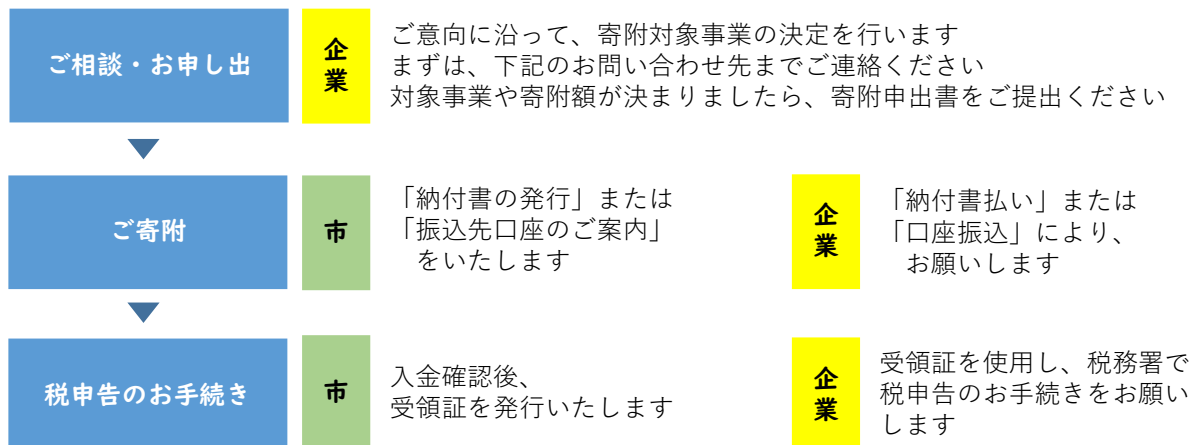 ご相談・お申し出
企業
ご意向に沿って、寄附対象事業の決定を行います
まずは、下記のお問い合わせ先までご連絡ください
対象事業や寄附額が決まりましたら、寄附申出書をご提出ください
ご寄附
市
「納付書の発行」または
「振込先口座のご案内」
をいたします
企業
「納付書払い」または
「口座振込」により、
お願いします
税申告のお手続き
市
入金確認後、
受領証を発行いたします
企業
受領証を使用し、税務署で
税申告のお手続きをお願い
します